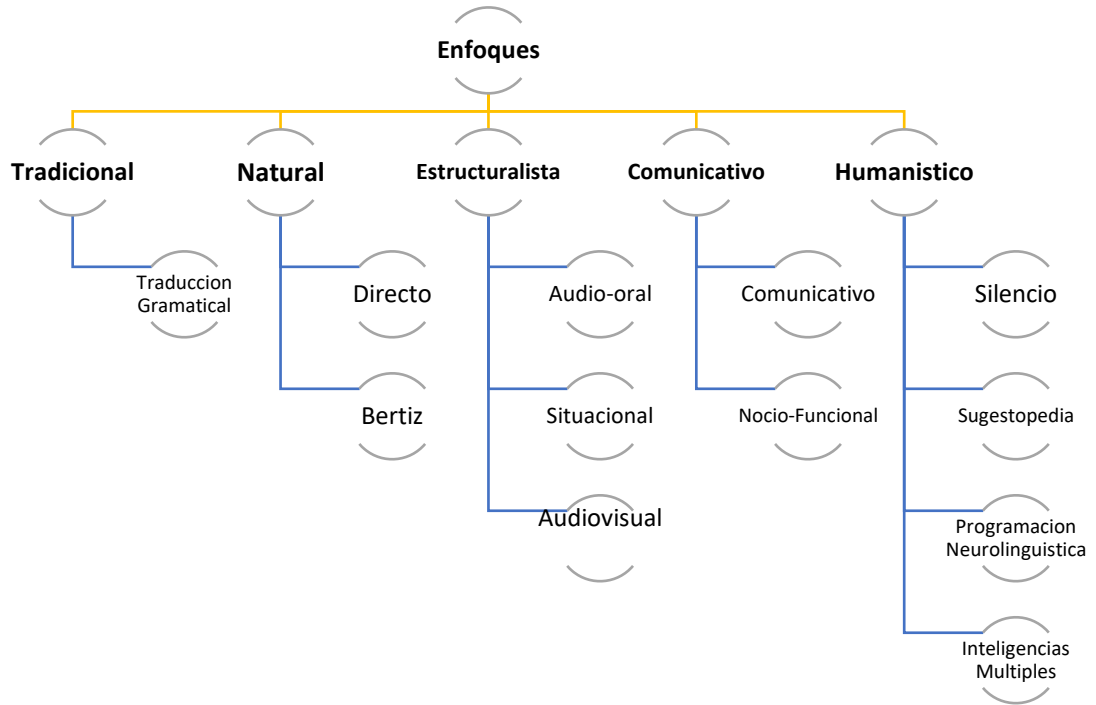 Enfoques
Tradicional
Natural
Estructuralista
Comunicativo
Humanistico
Traduccion
Gramatical
Directo
Audio-oral
Comunicativo
Silencio
Bertiz
Situacional
Nocio-Funcional
Sugestopedia
Audiovisual
Programacion
Neurolinguistica
Inteligencias
Multiples